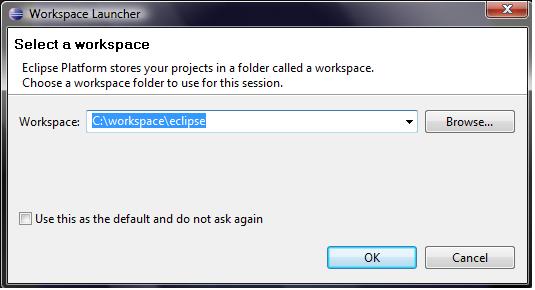 Workspace Launcher
X
Select a workspace
Eclipse Platform stores your projects in a folder called a workspace.
Choose a workspace folder to use for this session.
Workspace: C:\workspace\eclipse Browse...
Use this as the default and do not ask again
OK Cancel